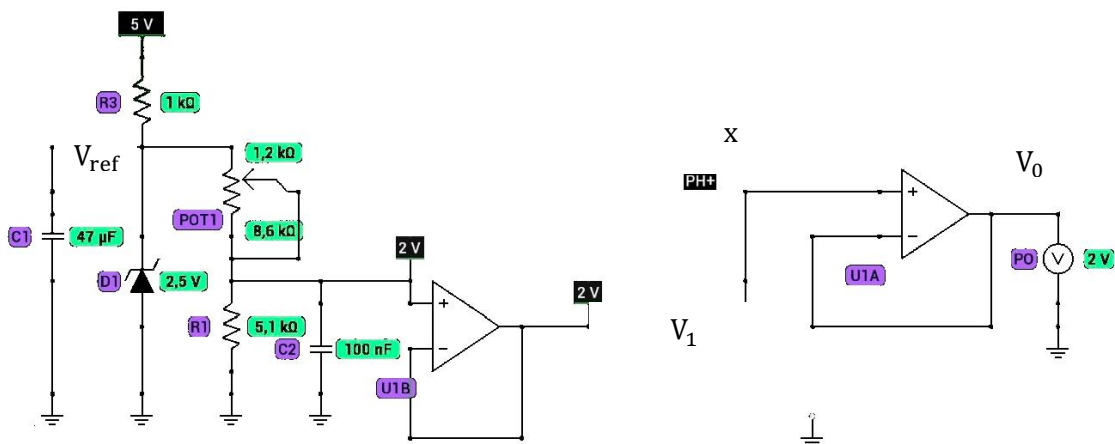 5 V
R3
1 kΩ
Vref
1,2 kΩ
POT1
8,6 kΩ
C1
47 µF
D1
2,5 V
R1
5,1 kΩ
C2
100 nF
2 V
+
−
U1B
2 V
x
PH+
V1
+
−
U1A
V0
PO
V
2 V